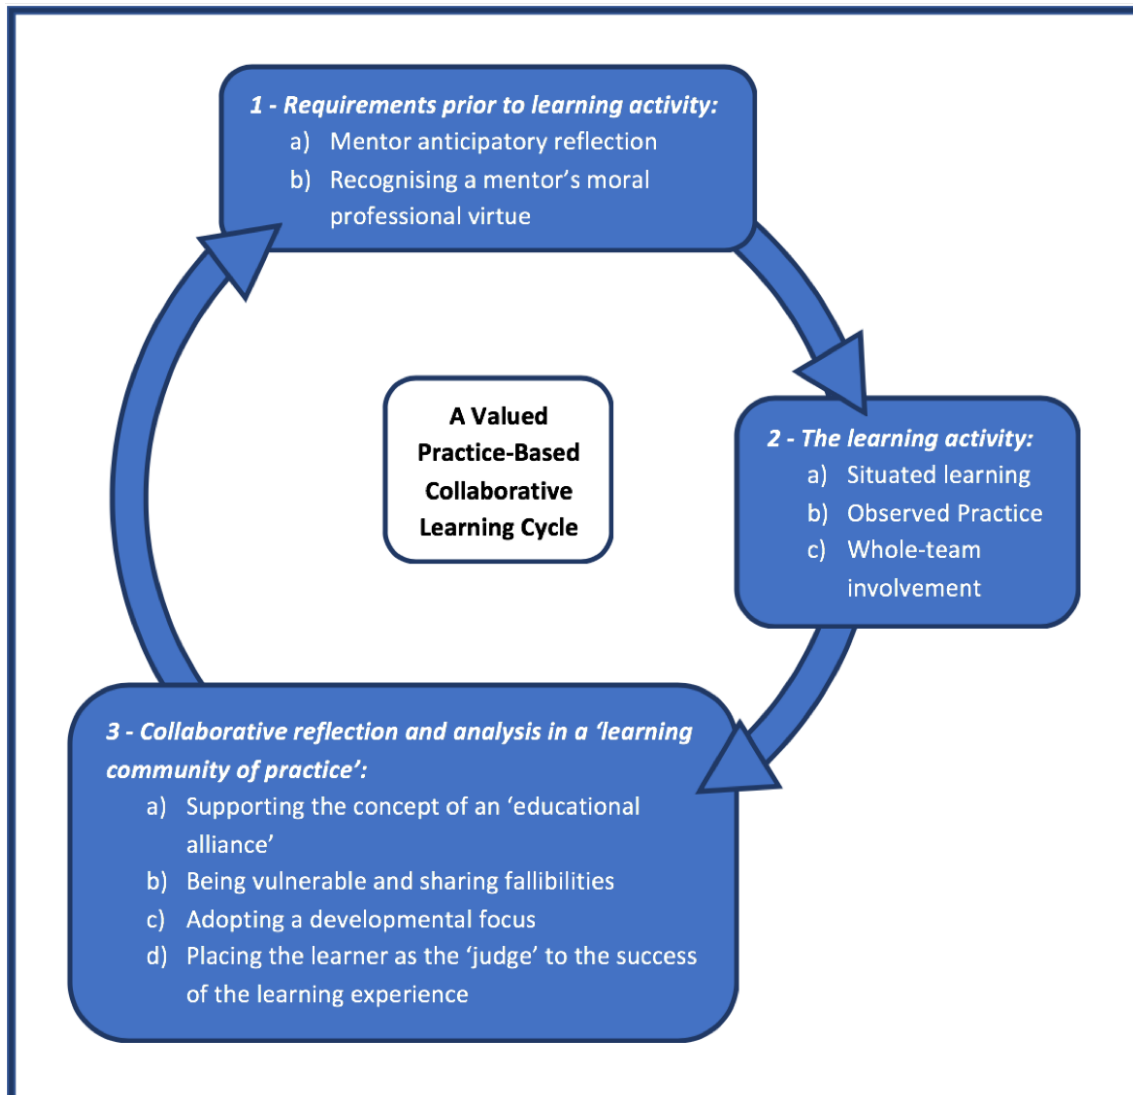 1 - Requirements prior to learning activity:
a) Mentor anticipatory reflection
b) Recognising a mentor’s moral
professional virtue
A Valued
Practice-Based
Collaborative
Learning Cycle
2 - The learning activity:
a) Situated learning
b) Observed Practice
c) Whole-team
involvement
3 - Collaborative reflection and analysis in a ‘learning
community of practice’:
a) Supporting the concept of an ‘educational
alliance’
b) Being vulnerable and sharing fallibilities
c) Adopting a developmental focus
d) Placing the learner as the ‘judge’ to the success
of the learning experience